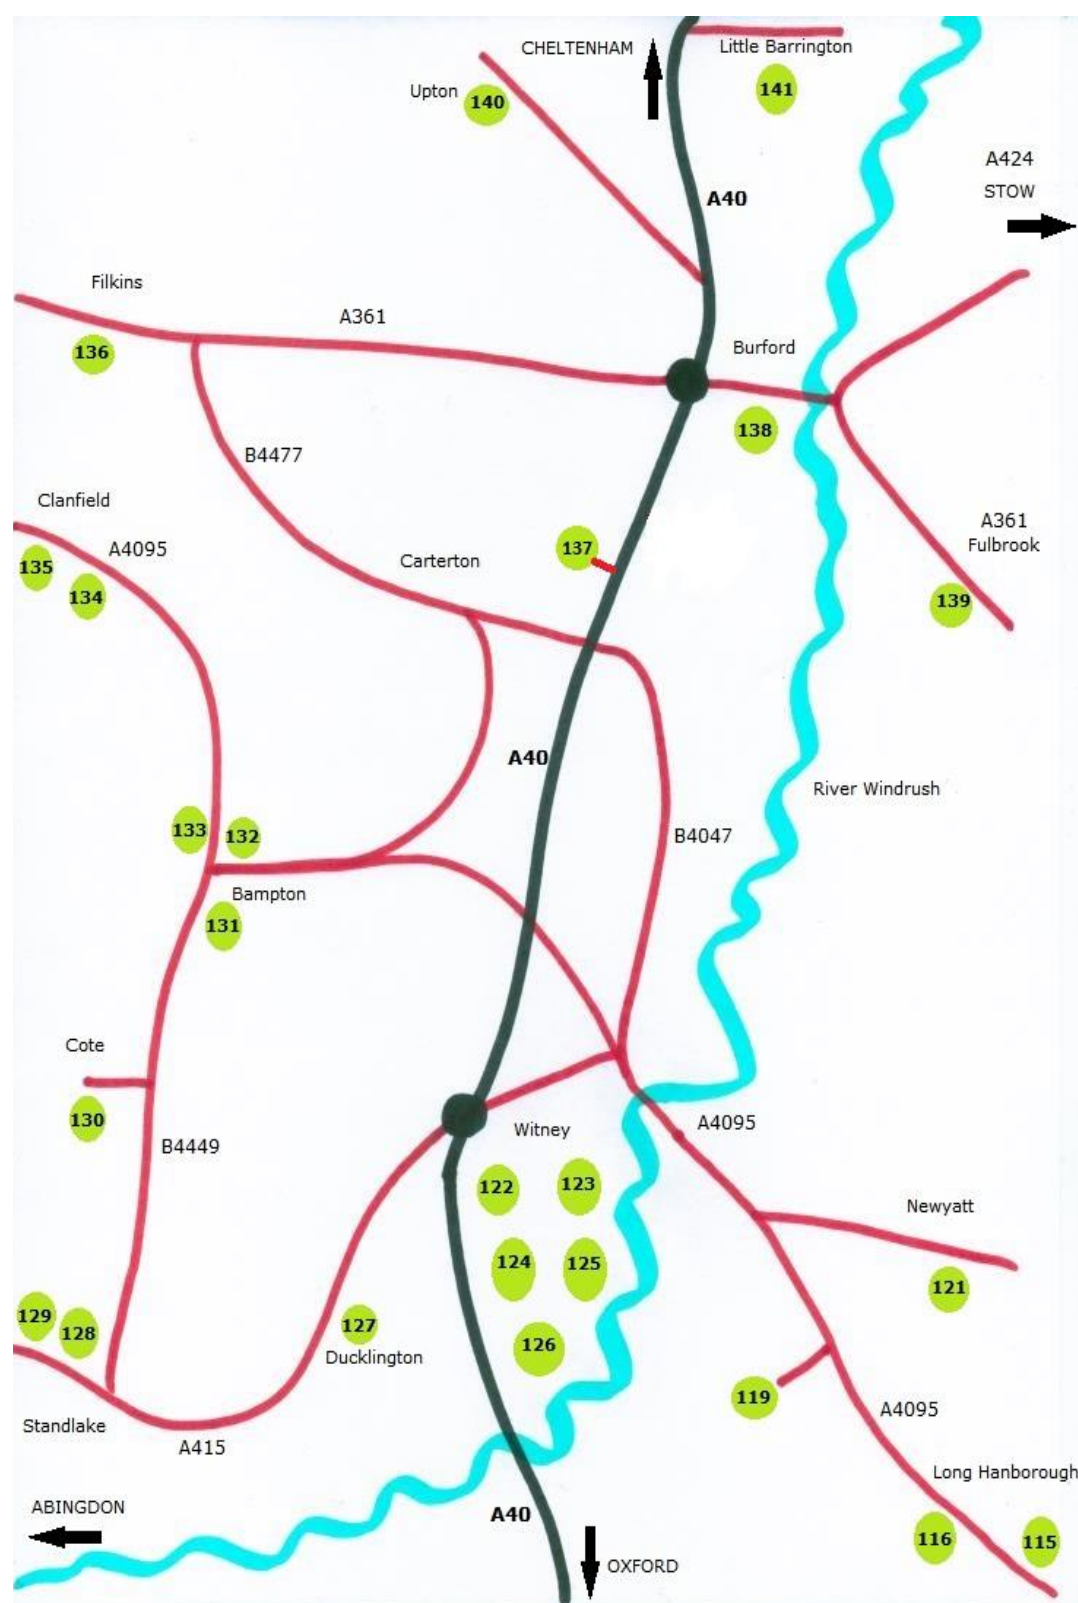 CHELTENHAM
Little Barrington
Upton
140
141
A424
STOW
A40
Filkins
A361
136
Burford
138
B4477
Clanfield
A4095
135
134
Carterton
137
A361
Fulbrook
139
A40
River Windrush
B4047
133
132
Bampton
131
Cote
130
B4449
Witney
A4095
122
123
Newyatt
124
125
121
129
128
127
126
Ducklington
119
A4095
Standlake
A415
Long Hanborough
ABINGDON
A40
116
115
OXFORD